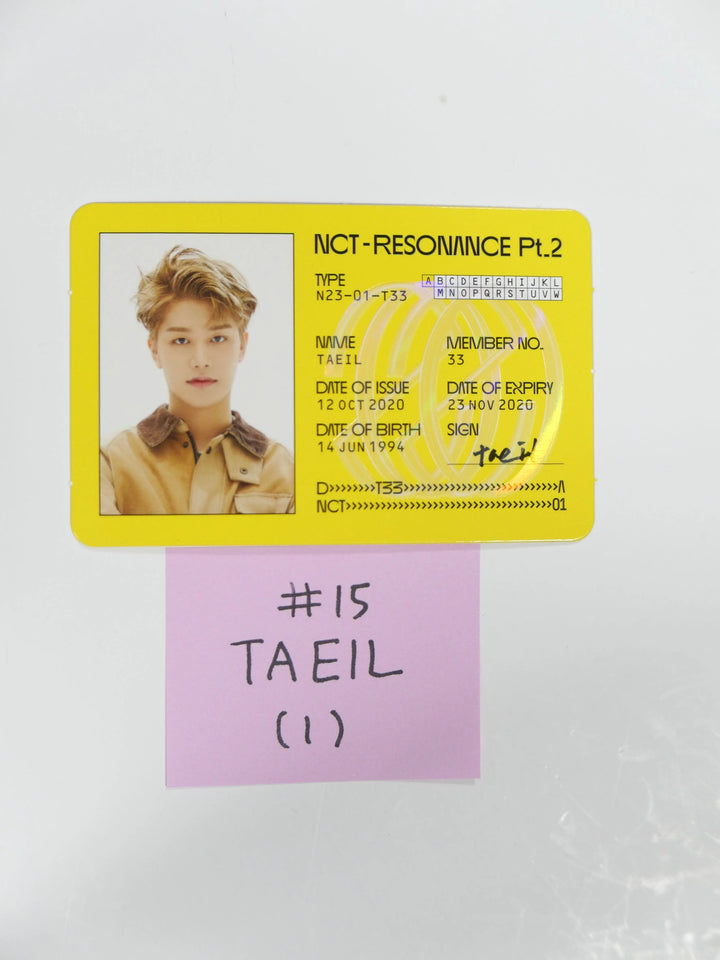 NCT - RESONANCE Pt.2
TYPE
N23-01-T33
A B C D E F G H I J K L
M N O P Q R S T U V W
NAME
TAEIL
MEMBER NO.
33
DATE OF ISSUE
12 OCT 2020
DATE OF EXPIRY
23 NOV 2020
DATE OF BIRTH
14 JUN 1994
SIGN
taeil
D>>>>>>>>T33>>>>>>>>>>>>>>>>>>>>>>>>>>A
NCT>>>>>>>>>>>>>>>>>>>>>>>>>>>>>>>>>>>01
#15
TAEIL
(1)